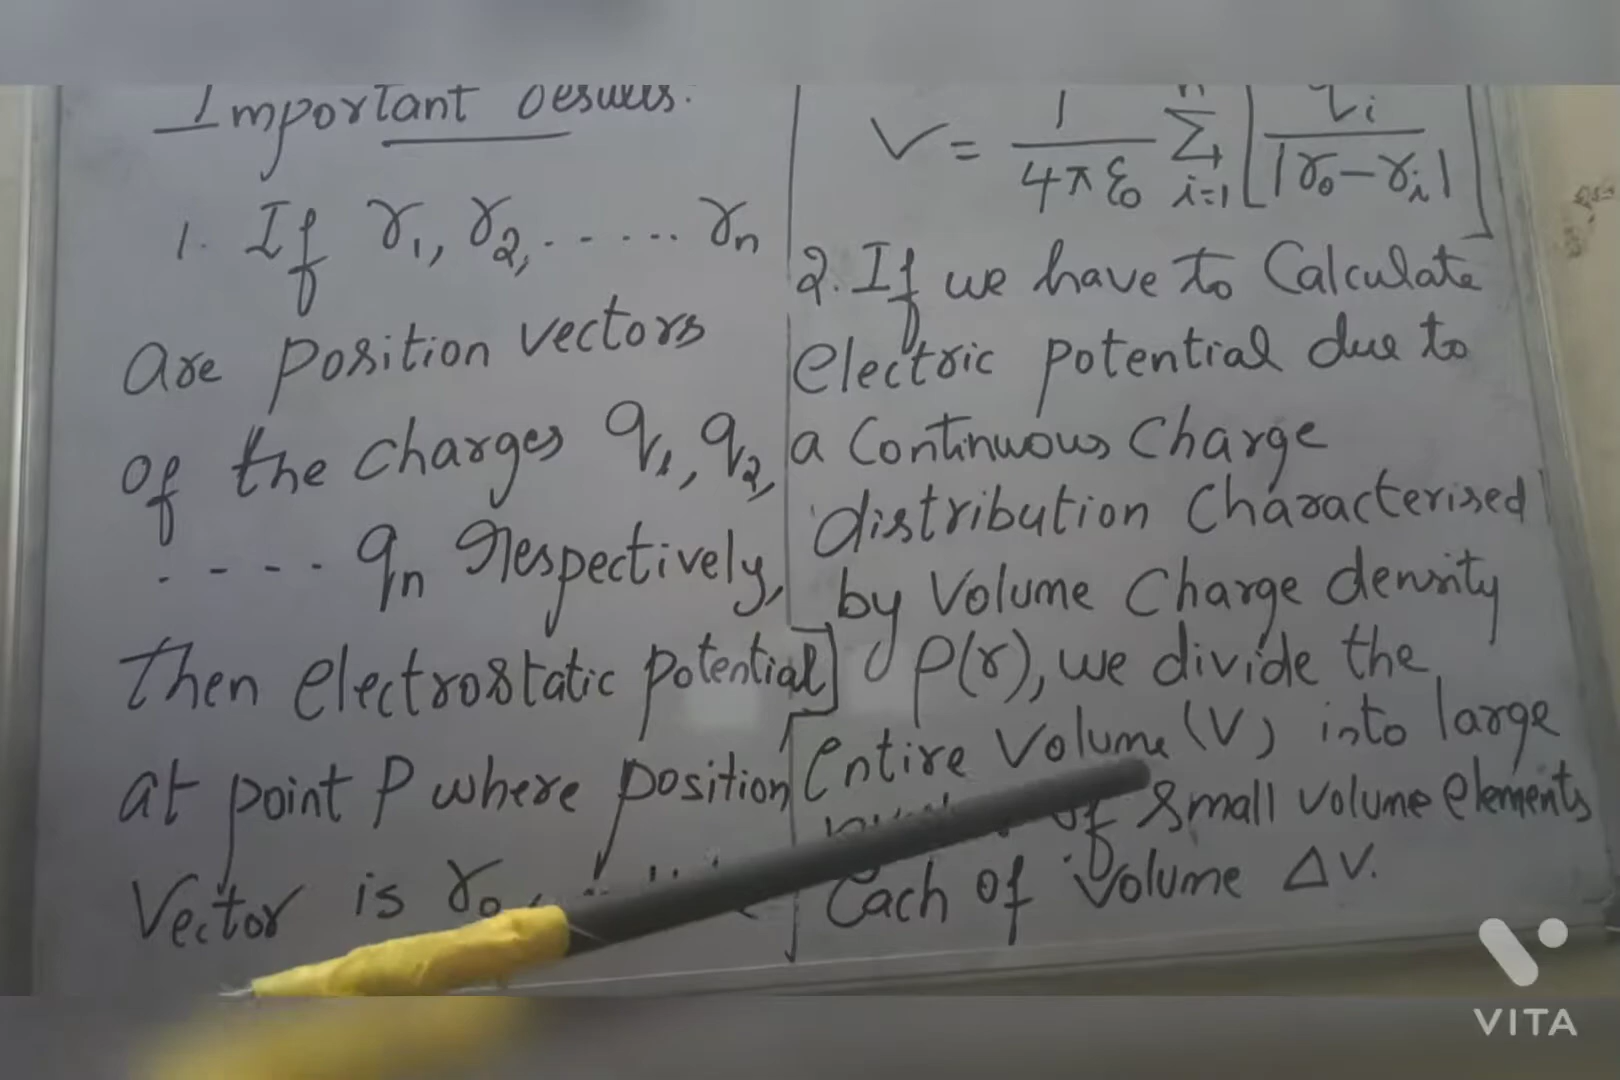 Important results.
1. If r₁, r₂, ...... rₙ
are position vectors
of the charges q₁, q₂,
.... qₙ respectively,
then electrostatic potential
at point P where position
Vector is r₀
V = 1/4πε₀ Σ i=1 n [qᵢ/|r₀-rᵢ|]
2. If we have to Calculate
electric potential due to
a Continuous Charge
distribution Characterised
by Volume Charge density
ρ(r), we divide the
entire Volume (V) into large
of small volume elements
each of Volume ΔV.
VITA